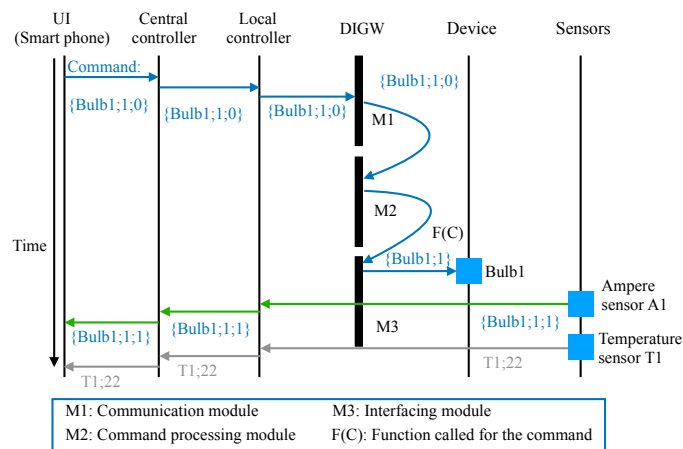 UI
(Smart phone)
Central
controller
Local
controller
DIGW
Device
Sensors
Command:
{Bulb1;1;0}
{Bulb1;1;0}
{Bulb1;1;0}
{Bulb1;1;0}
M1
M2
F(C)
{Bulb1;1}
Bulb1
Time
Ampere
sensor A1
{Bulb1;1;1}
{Bulb1;1;1}
{Bulb1;1;1}
M3
Temperature
sensor T1
T1;22
T1;22
T1;22
M1: Communication module
M3: Interfacing module
M2: Command processing module
F(C): Function called for the command